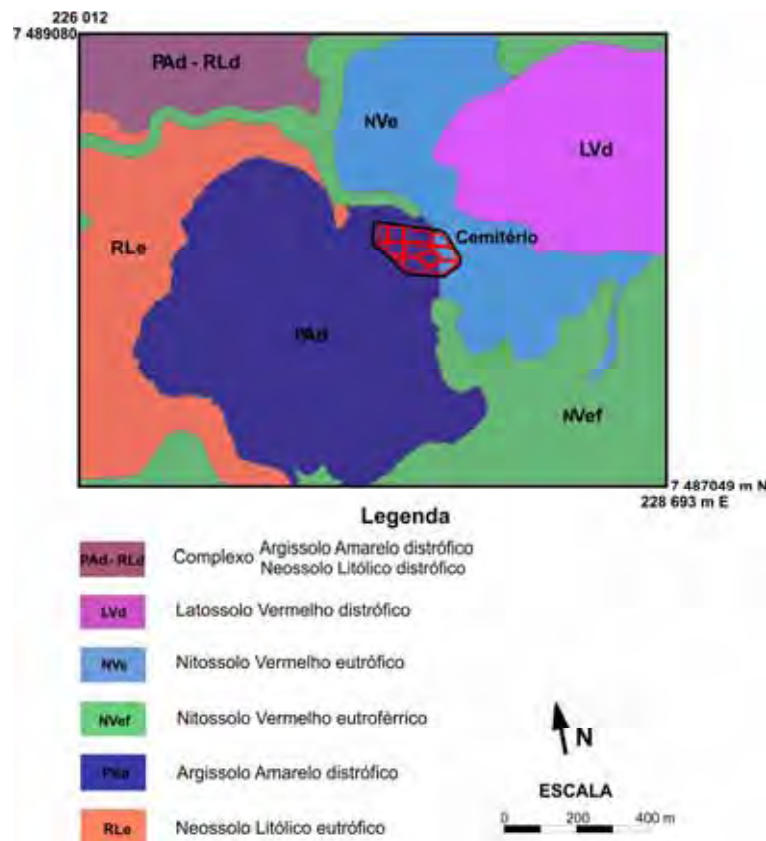 226 012
7 489080
PAd - RLd
NVe
LVd
Cemitério
RLe
PAd
NVef
7 487049 m N
228 693 m E
Legenda
PAd- RLd
Complexo
Argissolo Amarelo distrófico
Neossolo Litólico distrófico
LVd
Latossolo Vermelho distrófico
NVe
Nitossolo Vermelho eutrófico
NVef
Nitossolo Vermelho eutroférrico
PAd
Argissolo Amarelo distrófico
RLe
Neossolo Litólico eutrófico
N
ESCALA
0 200 400 m